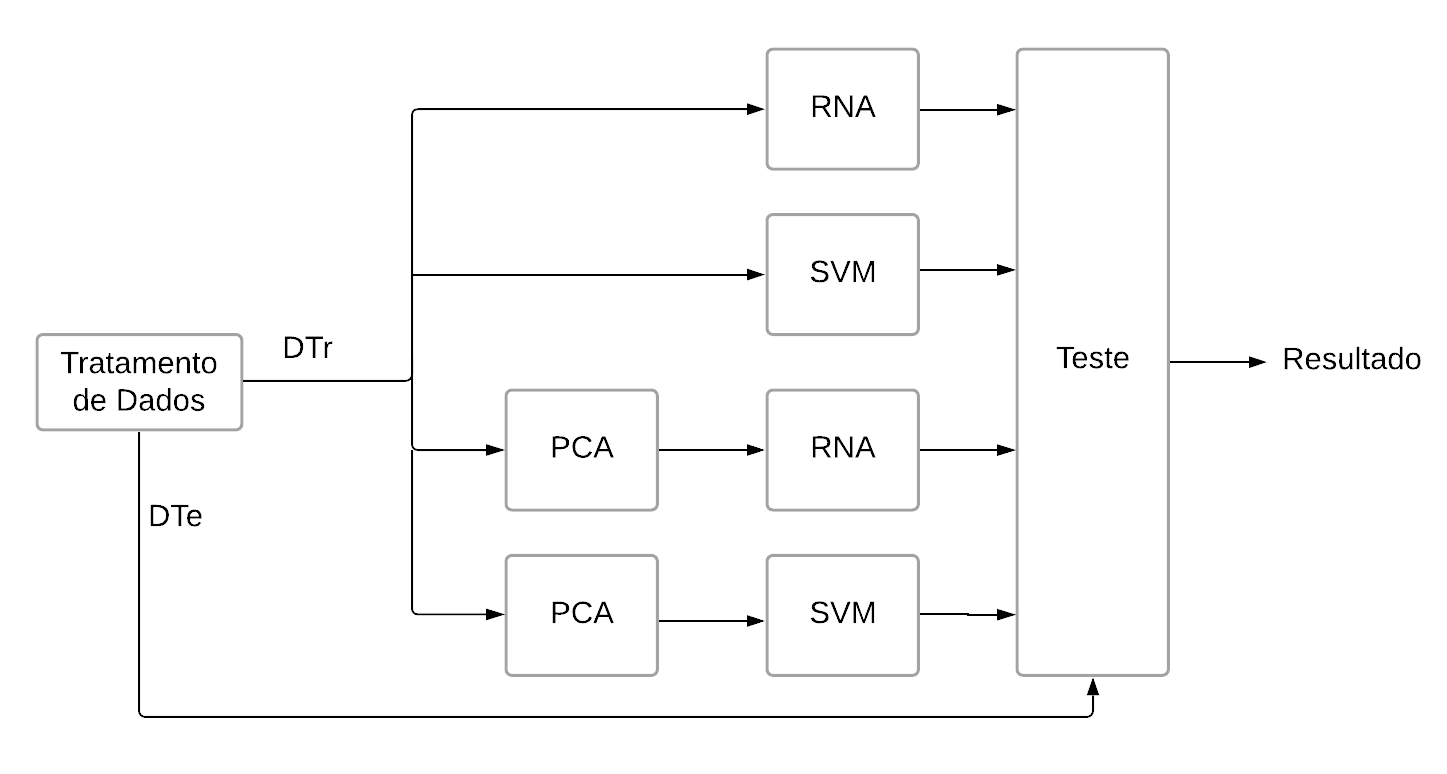 RNA
SVM
DTr
Tratamento
de Dados
Teste
Resultado
PCA
RNA
DTe
PCA
SVM